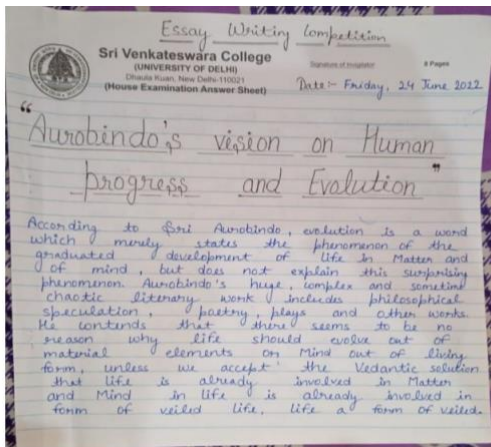 Essay Writing Competition
Sri Venkateswara College
(UNIVERSITY OF DELHI)
Dhaula Kuan, New Delhi-110021
(House Examination Answer Sheet)
Signature of Invigilator
8 Pages
Date:- Friday, 24 June 2022
"Aurobindo's vision on Human
progress and Evolution"
According to Sri Aurobindo, evolution is a word
which merely states the phenomenon of the
graduated development of life in Matter and
of mind, but does not explain this surprising
phenomenon. Aurobindo's huge, complex and sometime
chaotic literary work includes philosophical
speculation, poetry, plays and other works.
He contends that there seems to be no
reason why life should evolve out of
material elements or Mind out of living
form, unless we accept the Vedantic solution
that life is already involved in Matter
and Mind in life is already involved in
form of veiled life, life a form of veiled.